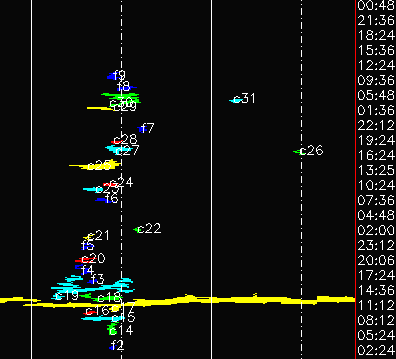 00:48
21:36
18:24
15:36
12:24
f9 09:36
f8 05:48
c31
c29 01:36
f7 22:12
c28 19:24
c27 c26 16:24
c25 13:25
c24 10:24
c23
f6 07:36
04:48
c22 02:00
c21
f5 23:12
c20 20:06
f4
f3 17:24
14:36
c19 c18 11:12
c16
c15 08:12
c14 05:24
f2 02:24